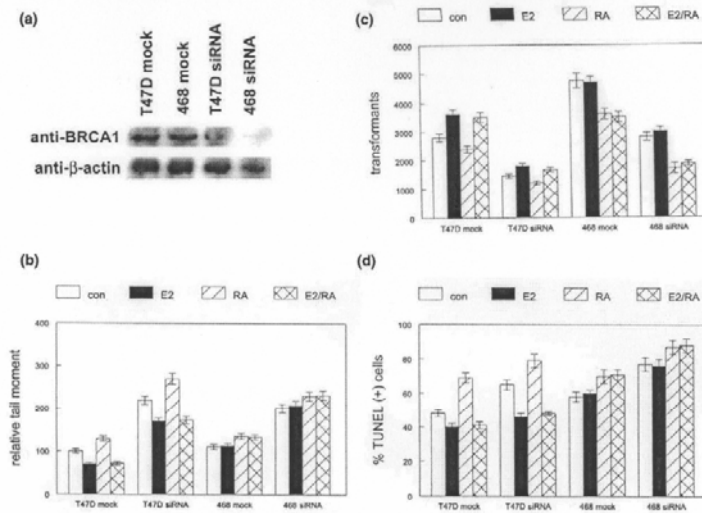 (a)
T47D mock
468 mock
T47D siRNA
468 siRNA
anti-BRCA1
anti-β-actin
(c)
con E2 RA E2/RA
transformants
6000
5000
4000
3000
2000
1000
0
T47D mock T47D siRNA 468 mock 468 siRNA
(b)
con E2 RA E2/RA
relative tail moment
400
300
200
100
0
T47D mock T47D siRNA 468 mock 468 siRNA
(d)
con E2 RA E2/RA
% TUNEL (+) cells
100
80
60
40
20
0
T47D mock T47D siRNA 468 mock 468 siRNA